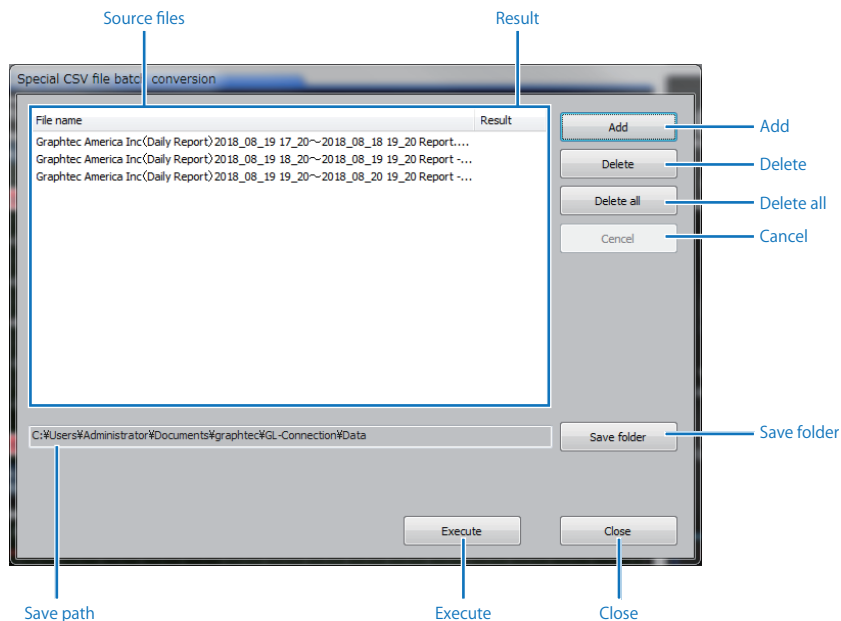 Source files
Result
Special CSV file batch conversion
File name
Result
Graphtec America Inc(Daily Report)2018_08_19 17_20～2018_08_18 19_20 Report....
Graphtec America Inc(Daily Report)2018_08_19 18_20～2018_08_19 19_20 Report -...
Graphtec America Inc(Daily Report)2018_08_19 19_20～2018_08_20 19_20 Report -...
Add
Add
Delete
Delete
Delete all
Delete all
Cencel
Cancel
C:¥Users¥Administrator¥Documents¥graphtec¥GL-Connection¥Data
Save folder
Save folder
Execute
Close
Save path
Execute
Close